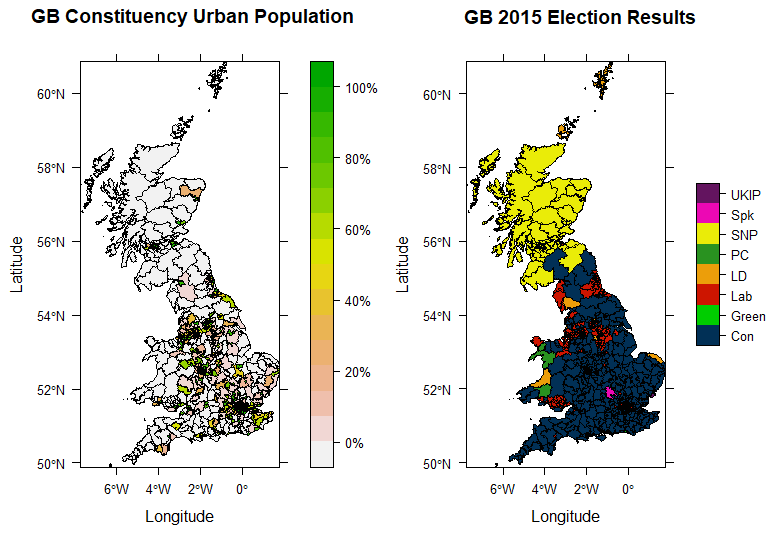 GB Constituency Urban Population
60°N
58°N
56°N
54°N
52°N
50°N
Latitude
6°W
4°W
2°W
0°
Longitude
100%
80%
60%
40%
20%
0%
GB 2015 Election Results
60°N
58°N
56°N
54°N
52°N
50°N
Latitude
6°W
4°W
2°W
0°
Longitude
UKIP
Spk
SNP
PC
LD
Lab
Green
Con